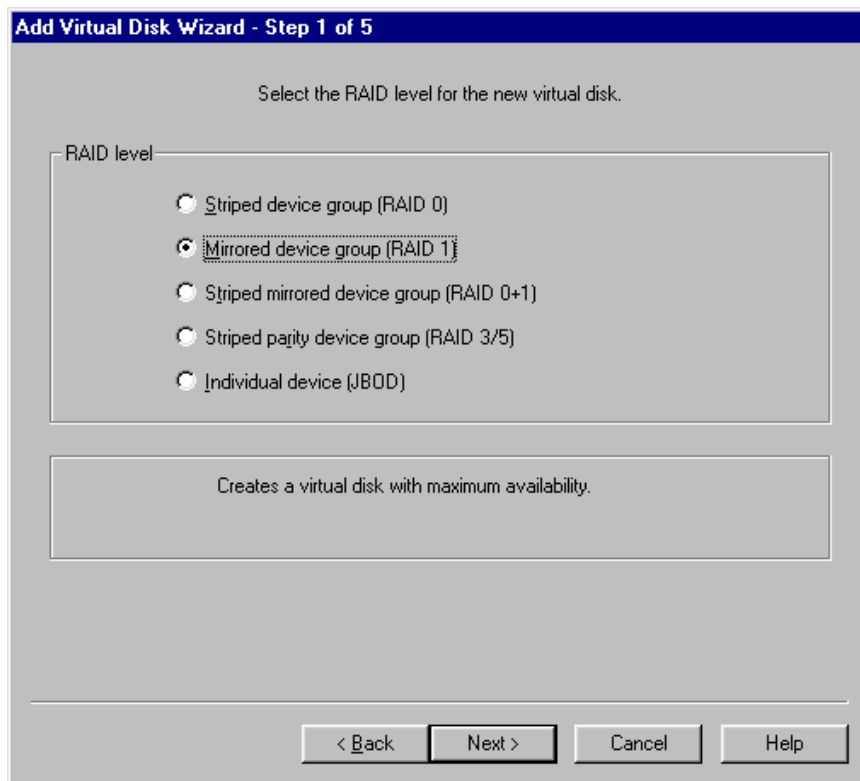 Add Virtual Disk Wizard - Step 1 of 5
Select the RAID level for the new virtual disk.
RAID level
Striped device group (RAID 0)
Mirrored device group (RAID 1)
Striped mirrored device group (RAID 0+1)
Striped parity device group (RAID 3/5)
Individual device (JBOD)
Creates a virtual disk with maximum availability.
< Back Next > Cancel Help